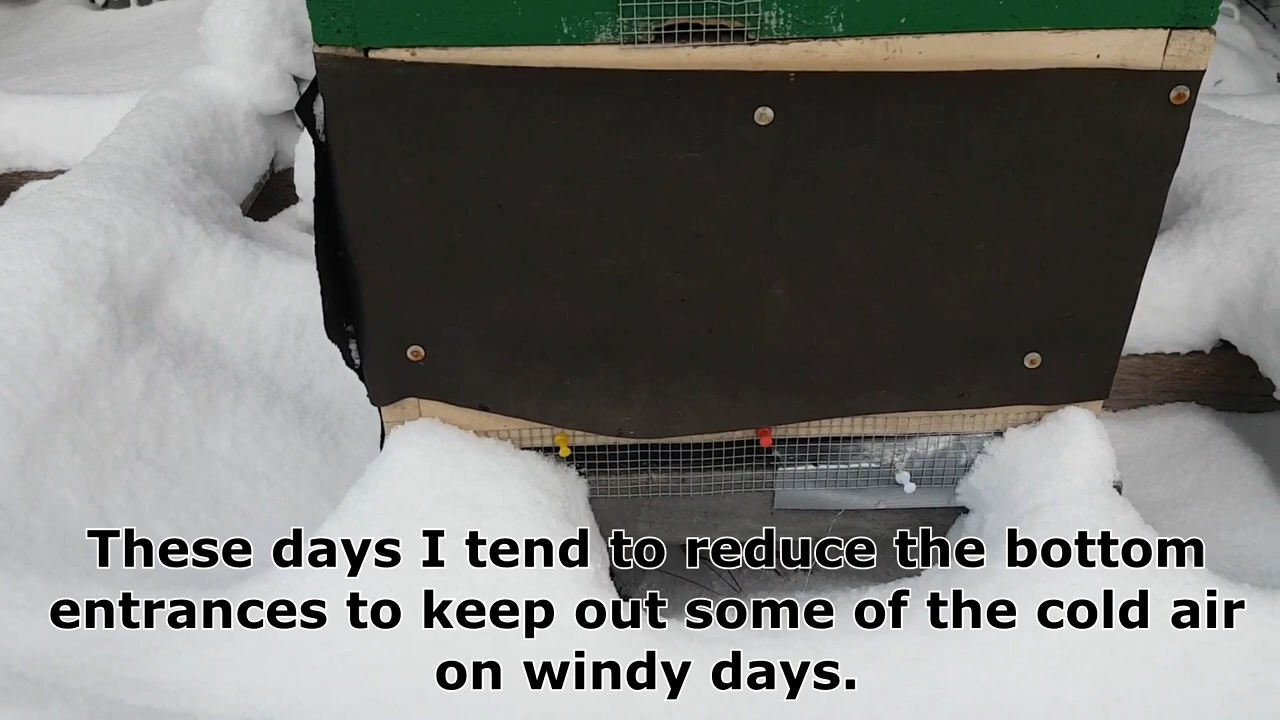 These days I tend to reduce the bottom
entrances to keep out some of the cold air
on windy days.